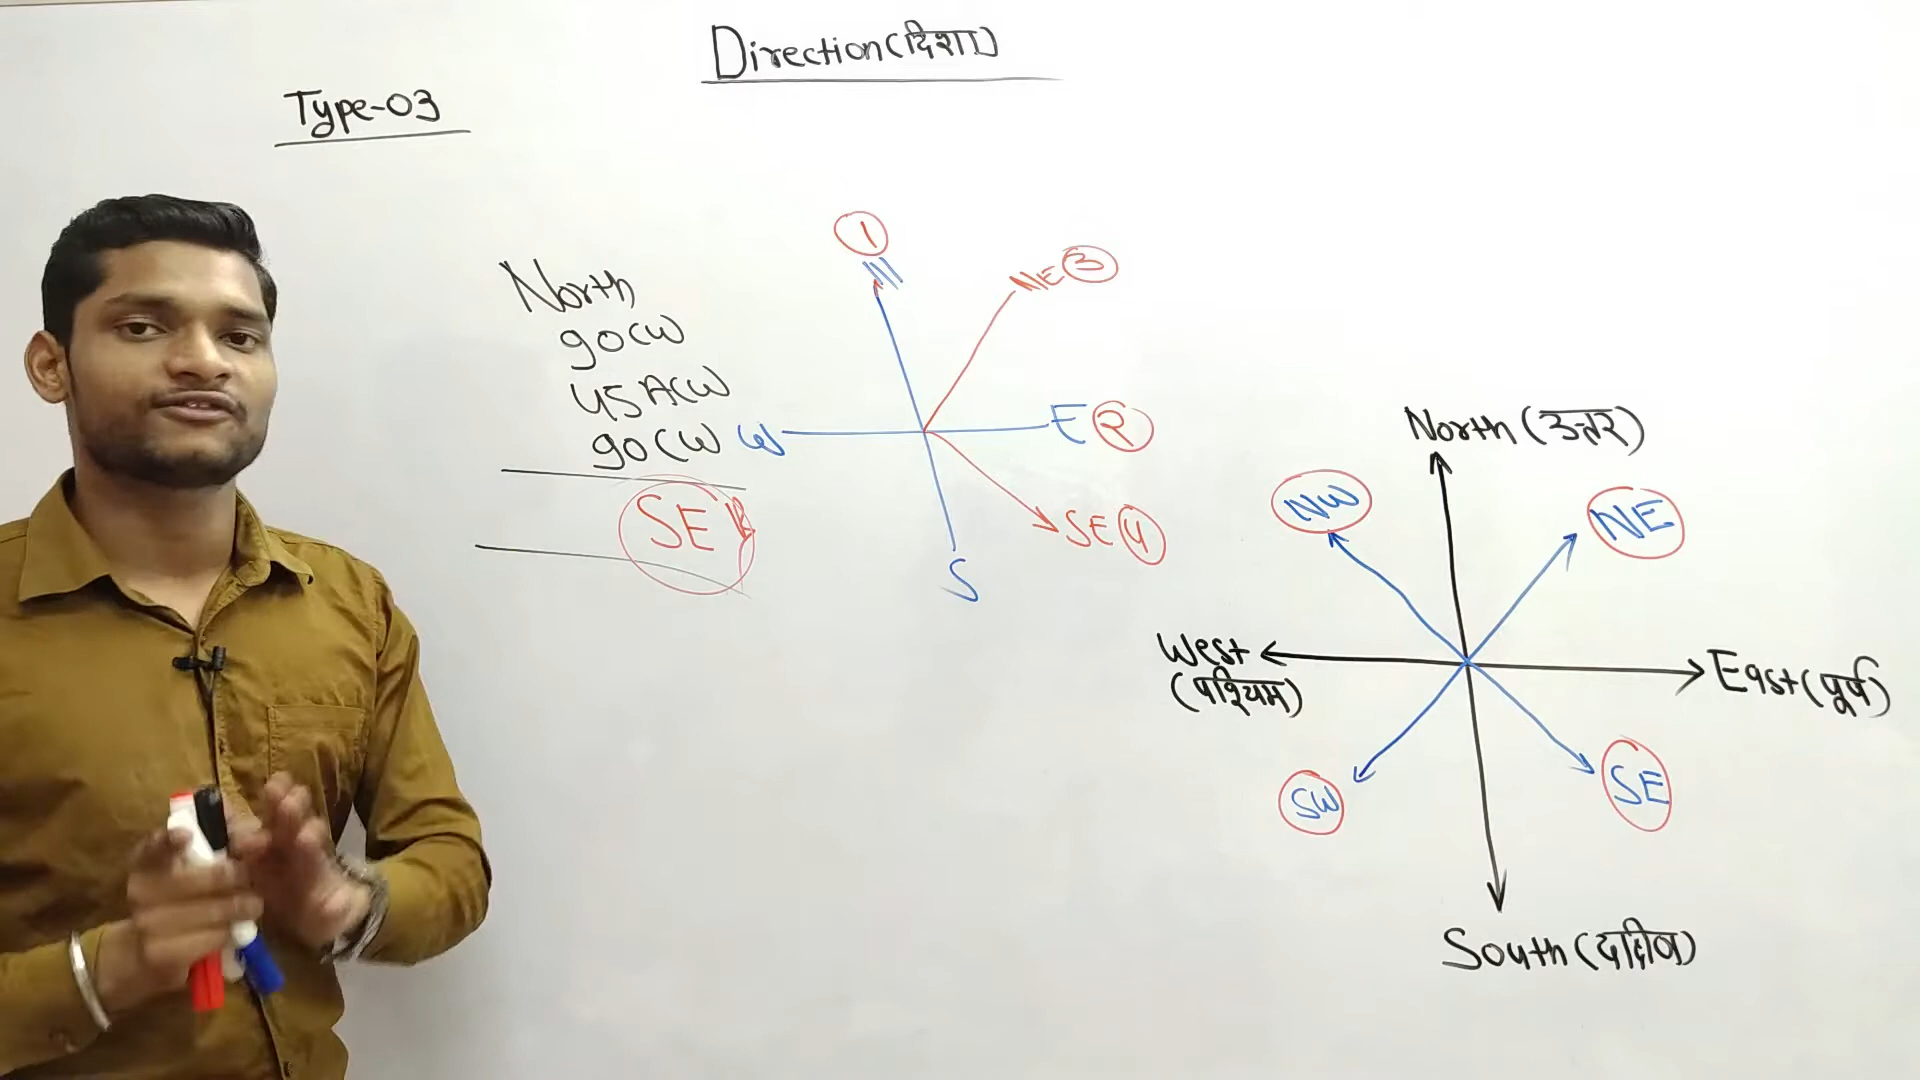 Direction (दिशा)
Type-03
North
90CW
45ACW
90CW
SE
1
N
NE 3
W
E 2
SE 4
S
North (उत्तर)
NW
NE
West
(पश्चिम)
East (पूर्व)
SW
SE
South (दक्षिण)